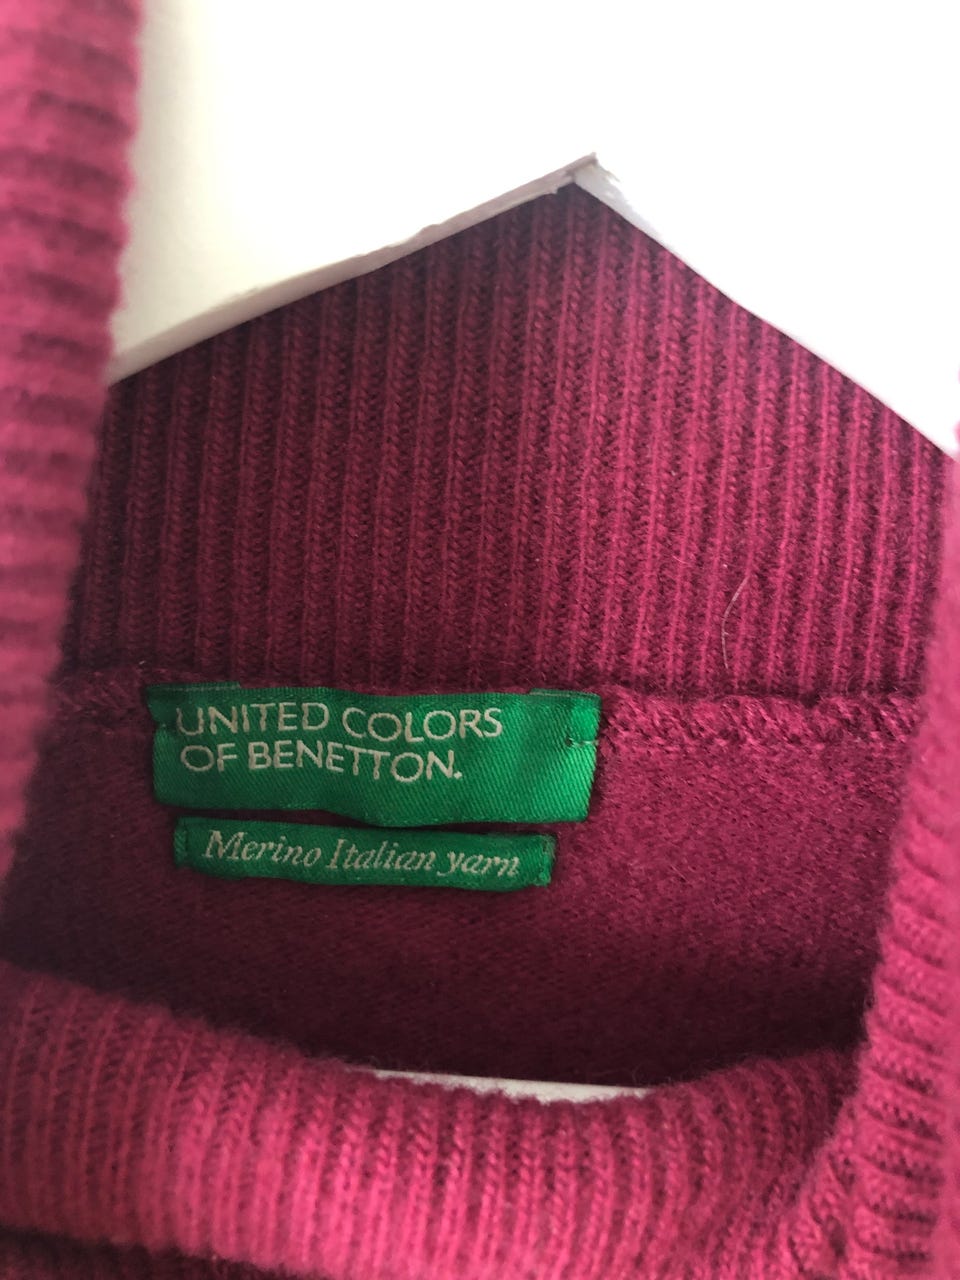 UNITED COLORS
OF BENETTON.
Merino Italian yarn